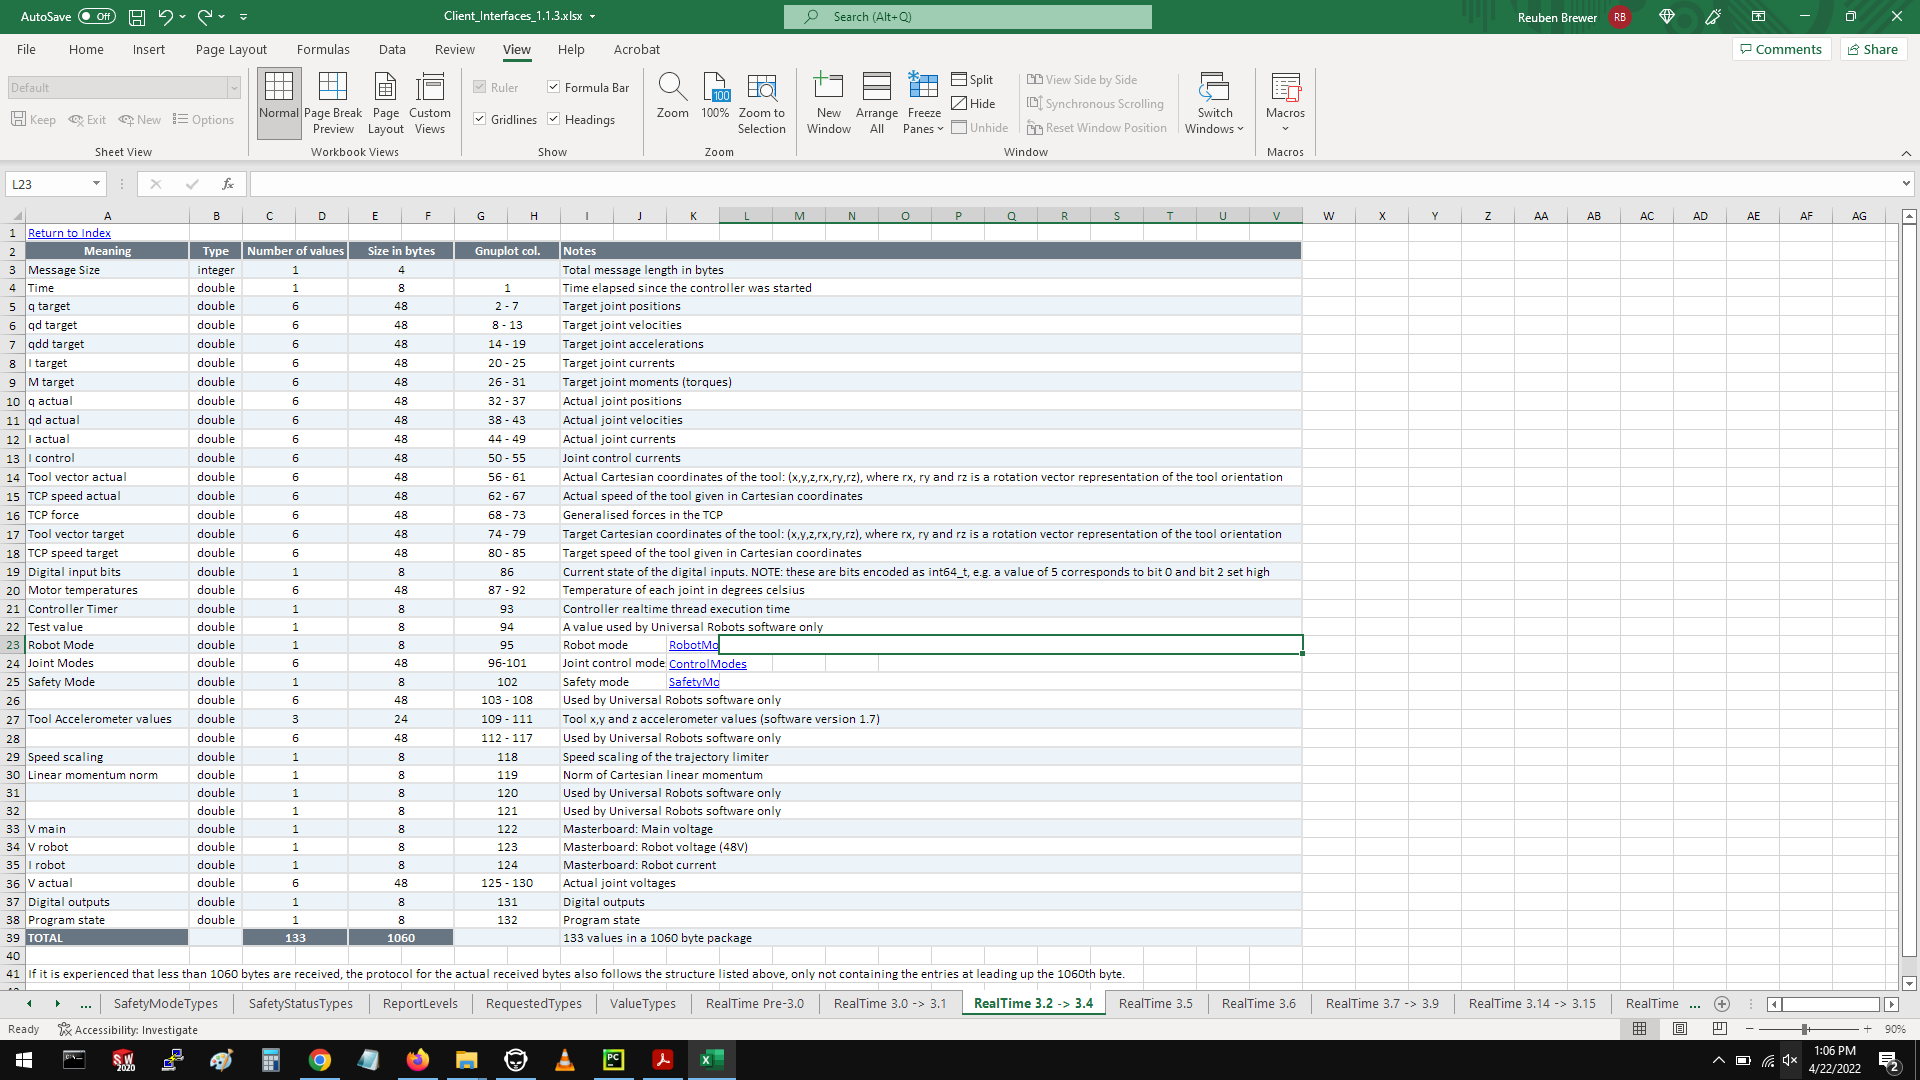 AutoSave Off Client_Interfaces_1.1.3.xlsx Search (Alt+Q) Reuben Brewer RB
File Home Insert Page Layout Formulas Data Review View Help Acrobat Comments Share
Default
Keep Exit New Options
Sheet View
Normal Page Break Preview Page Layout Custom Views
Workbook Views
Ruler Formula Bar
Gridlines Headings
Show
Zoom 100 100% Zoom to Selection
Zoom
New Window Arrange All Freeze Panes
Split
Hide
Unhide
View Side by Side
Synchronous Scrolling
Reset Window Position
Switch Windows
Window
Macros
Macros
L23 fx
A B C D E F G H I J K L M N O P Q R S T U V W X Y Z AA AB AC AD AE AF AG
1 Return to Index
2 Meaning Type Number of values Size in bytes Gnuplot col. Notes
3 Message Size integer 1 4 Total message length in bytes
4 Time double 1 8 1 Time elapsed since the controller was started
5 q target double 6 48 2 - 7 Target joint positions
6 qd target double 6 48 8 - 13 Target joint velocities
7 qdd target double 6 48 14 - 19 Target joint accelerations
8 I target double 6 48 20 - 25 Target joint currents
9 M target double 6 48 26 - 31 Target joint moments (torques)
10 q actual double 6 48 32 - 37 Actual joint positions
11 qd actual double 6 48 38 - 43 Actual joint velocities
12 I actual double 6 48 44 - 49 Actual joint currents
13 I control double 6 48 50 - 55 Joint control currents
14 Tool vector actual double 6 48 56 - 61 Actual Cartesian coordinates of the tool: (x,y,z,rx,ry,rz), where rx, ry and rz is a rotation vector representation of the tool orientation
15 TCP speed actual double 6 48 62 - 67 Actual speed of the tool given in Cartesian coordinates
16 TCP force double 6 48 68 - 73 Generalised forces in the TCP
17 Tool vector target double 6 48 74 - 79 Target Cartesian coordinates of the tool: (x,y,z,rx,ry,rz), where rx, ry and rz is a rotation vector representation of the tool orientation
18 TCP speed target double 6 48 80 - 85 Target speed of the tool given in Cartesian coordinates
19 Digital input bits double 1 8 86 Current state of the digital inputs. NOTE: these are bits encoded as int64_t, e.g. a value of 5 corresponds to bit 0 and bit 2 set high
20 Motor temperatures double 6 48 87 - 92 Temperature of each joint in degrees celsius
21 Controller Timer double 1 8 93 Controller realtime thread execution time
22 Test value double 1 8 94 A value used by Universal Robots software only
23 Robot Mode double 1 8 95 Robot mode RobotMo
24 Joint Modes double 6 48 96-101 Joint control mode ControlModes
25 Safety Mode double 1 8 102 Safety mode SafetyMo
26 double 6 48 103 - 108 Used by Universal Robots software only
27 Tool Accelerometer values double 3 24 109 - 111 Tool x,y and z accelerometer values (software version 1.7)
28 double 6 48 112 - 117 Used by Universal Robots software only
29 Speed scaling double 1 8 118 Speed scaling of the trajectory limiter
30 Linear momentum norm double 1 8 119 Norm of Cartesian linear momentum
31 double 1 8 120 Used by Universal Robots software only
32 double 1 8 121 Used by Universal Robots software only
33 V main double 1 8 122 Masterboard: Main voltage
34 V robot double 1 8 123 Masterboard: Robot voltage (48V)
35 I robot double 1 8 124 Masterboard: Robot current
36 V actual double 6 48 125 - 130 Actual joint voltages
37 Digital outputs double 1 8 131 Digital outputs
38 Program state double 1 8 132 Program state
39 TOTAL 133 1060 133 values in a 1060 byte package
40
41 If it is experienced that less than 1060 bytes are received, the protocol for the actual received bytes also follows the structure listed above, only not containing the entries at leading up the 1060th byte.
... SafetyModeTypes SafetyStatusTypes ReportLevels RequestedTypes ValueTypes RealTime Pre-3.0 RealTime 3.0 -> 3.1 RealTime 3.2 -> 3.4 RealTime 3.5 RealTime 3.6 RealTime 3.7 -> 3.9 RealTime 3.14 -> 3.15 RealTime ...
Ready Accessibility: Investigate 90%
SW 2020 PC 1:06 PM
4/22/2022 2